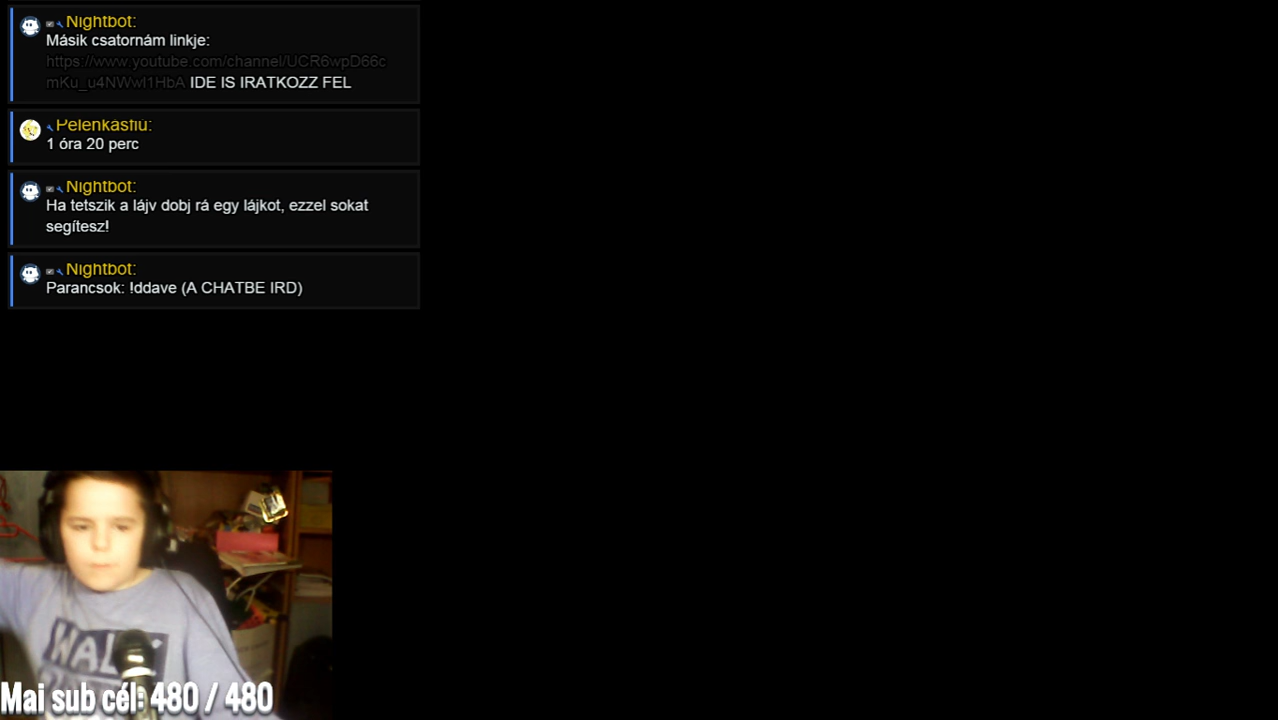 Nightbot:
Másik csatornám linkje:
https://www.youtube.com/channel/UCR6wpD66c
mKu_u4NWwl1HbA IDE IS IRATKOZZ FEL
Pelenkásfiú:
1 óra 20 perc
Nightbot:
Ha tetszik a lájv dobj rá egy lájkot, ezzel sokat
segítesz!
Nightbot:
Parancsok: !ddave (A CHATBE IRD)
WAL
Mai sub cél: 480 / 480